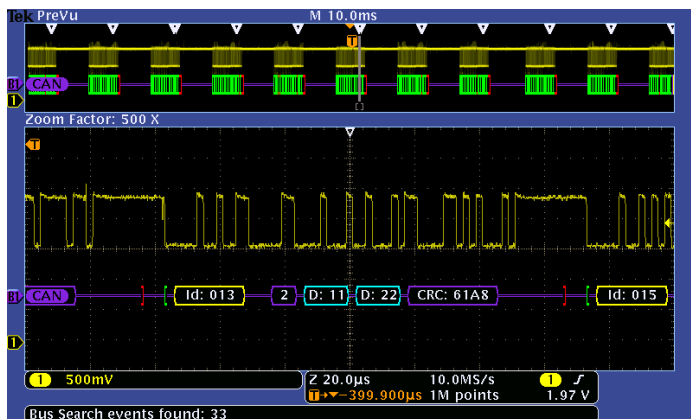 Tek PreVu M 10.0ms
T
B1 CAN
1
Zoom Factor: 500 X
T
B1 CAN Id: 013 2 D: 11 D: 22 CRC: 61A8 Id: 015
1
1 500mV Z 20.0µs 10.0MS/s 1
T→▼-399.900µs 1M points 1.97 V
Bus Search events found: 33